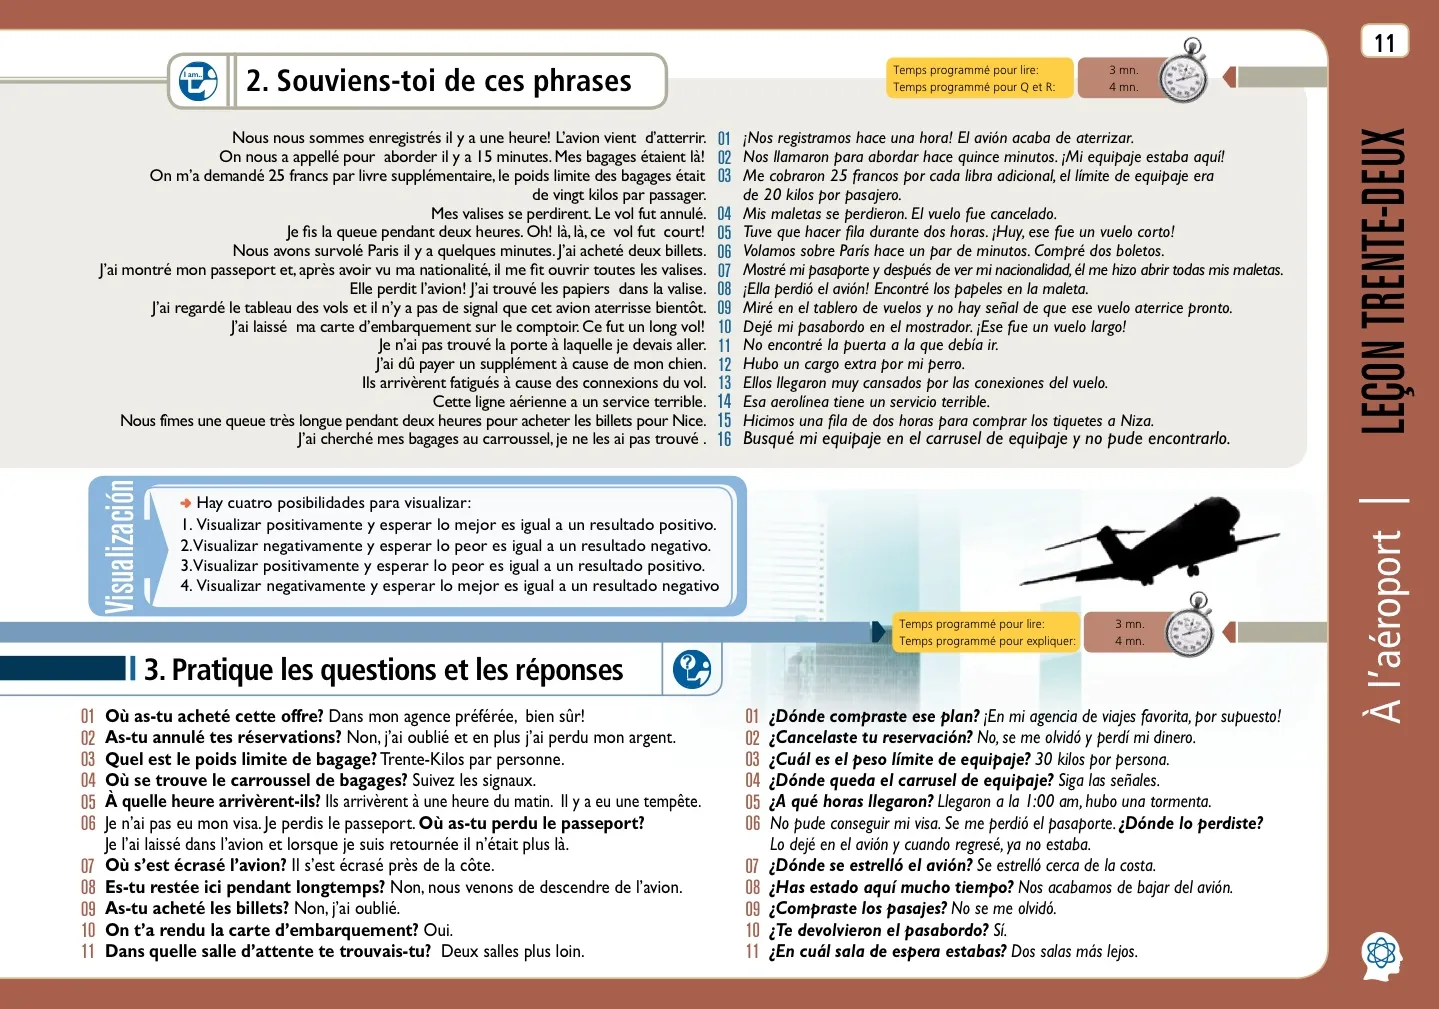 11
I am..
2. Souviens-toi de ces phrases
Temps programmé pour lire: 3 mn.
Temps programmé pour Q et R: 4 mn.
Nous nous sommes enregistrés il y a une heure! L'avion vient d'atterrir. 01 ¡Nos registramos hace una hora! El avión acaba de aterrizar.
On nous a appellé pour aborder il y a 15 minutes. Mes bagages étaient là! 02 Nos llamaron para abordar hace quince minutos. ¡Mi equipaje estaba aquí!
On m'a demandé 25 francs par livre supplémentaire, le poids limite des bagages était 03 Me cobraron 25 francos por cada libra adicional, el límite de equipaje era
de vingt kilos par passager. de 20 kilos por pasajero.
Mes valises se perdirent. Le vol fut annulé. 04 Mis maletas se perdieron. El vuelo fue cancelado.
Je fis la queue pendant deux heures. Oh! là, là, ce vol fut court! 05 Tuve que hacer fila durante dos horas. ¡Huy, ese fue un vuelo corto!
Nous avons survolé Paris il y a quelques minutes. J'ai acheté deux billets. 06 Volamos sobre París hace un par de minutos. Compré dos boletos.
J'ai montré mon passeport et, après avoir vu ma nationalité, il me fit ouvrir toutes les valises. 07 Mostré mi pasaporte y después de ver mi nacionalidad, él me hizo abrir todas mis maletas.
Elle perdit l'avion! J'ai trouvé les papiers dans la valise. 08 ¡Ella perdió el avión! Encontré los papeles en la maleta.
J'ai regardé le tableau des vols et il n'y a pas de signal que cet avion aterrisse bientôt. 09 Miré en el tablero de vuelos y no hay señal de que ese vuelo aterrice pronto.
J'ai laissé ma carte d'embarquement sur le comptoir. Ce fut un long vol! 10 Dejé mi pasabordo en el mostrador. ¡Ese fue un vuelo largo!
Je n'ai pas trouvé la porte à laquelle je devais aller. 11 No encontré la puerta a la que debía ir.
J'ai dû payer un supplément à cause de mon chien. 12 Hubo un cargo extra por mi perro.
Ils arrivèrent fatigués à cause des connexions du vol. 13 Ellos llegaron muy cansados por las conexiones del vuelo.
Cette ligne aérienne a un service terrible. 14 Esa aerolínea tiene un servicio terrible.
Nous fimes une queue très longue pendant deux heures pour acheter les billets pour Nice. 15 Hicimos una fila de dos horas para comprar los tiquetes a Niza.
J'ai cherché mes bagages au carroussel, je ne les ai pas trouvé . 16 Busqué mi equipaje en el carrusel de equipaje y no pude encontrarlo.
LEÇON TRENTE-DEUX
À l'aéroport
Visualización
Hay cuatro posibilidades para visualizar:
1. Visualizar positivamente y esperar lo mejor es igual a un resultado positivo.
2. Visualizar negativamente y esperar lo peor es igual a un resultado negativo.
3. Visualizar positivamente y esperar lo peor es igual a un resultado positivo.
4. Visualizar negativamente y esperar lo mejor es igual a un resultado negativo
Temps programmé pour lire: 3 mn.
Temps programmé pour expliquer: 4 mn.
3. Pratique les questions et les réponses
01 Où as-tu acheté cette offre? Dans mon agence préférée, bien sûr!
02 As-tu annulé tes réservations? Non, j'ai oublié et en plus j'ai perdu mon argent.
03 Quel est le poids limite de bagage? Trente-Kilos par personne.
04 Où se trouve le carroussel de bagages? Suivez les signaux.
05 À quelle heure arrivèrent-ils? Ils arrivèrent à une heure du matin. Il y a eu une tempête.
06 Je n'ai pas eu mon visa. Je perdis le passeport. Où as-tu perdu le passeport?
Je l'ai laissé dans l'avion et lorsque je suis retournée il n'était plus là.
07 Où s'est écrasé l'avion? Il s'est écrasé près de la côte.
08 Es-tu restée ici pendant longtemps? Non, nous venons de descendre de l'avion.
09 As-tu acheté les billets? Non, j'ai oublié.
10 On t'a rendu la carte d'embarquement? Oui.
11 Dans quelle salle d'attente te trouvais-tu? Deux salles plus loin.
01 ¿Dónde compraste ese plan? ¡En mi agencia de viajes favorita, por supuesto!
02 ¿Cancelaste tu reservación? No, se me olvidó y perdí mi dinero.
03 ¿Cuál es el peso límite de equipaje? 30 kilos por persona.
04 ¿Dónde queda el carrusel de equipaje? Siga las señales.
05 ¿A qué horas llegaron? Llegaron a la 1:00 am, hubo una tormenta.
06 No pude conseguir mi visa. Se me perdió el pasaporte. ¿Dónde lo perdiste?
Lo dejé en el avión y cuando regresé, ya no estaba.
07 ¿Dónde se estrelló el avión? Se estrelló cerca de la costa.
08 ¿Has estado aquí mucho tiempo? Nos acabamos de bajar del avión.
09 ¿Compraste los pasajes? No se me olvidó.
10 ¿Te devolvieron el pasabordo? Sí.
11 ¿En cuál sala de espera estabas? Dos salas más lejos.